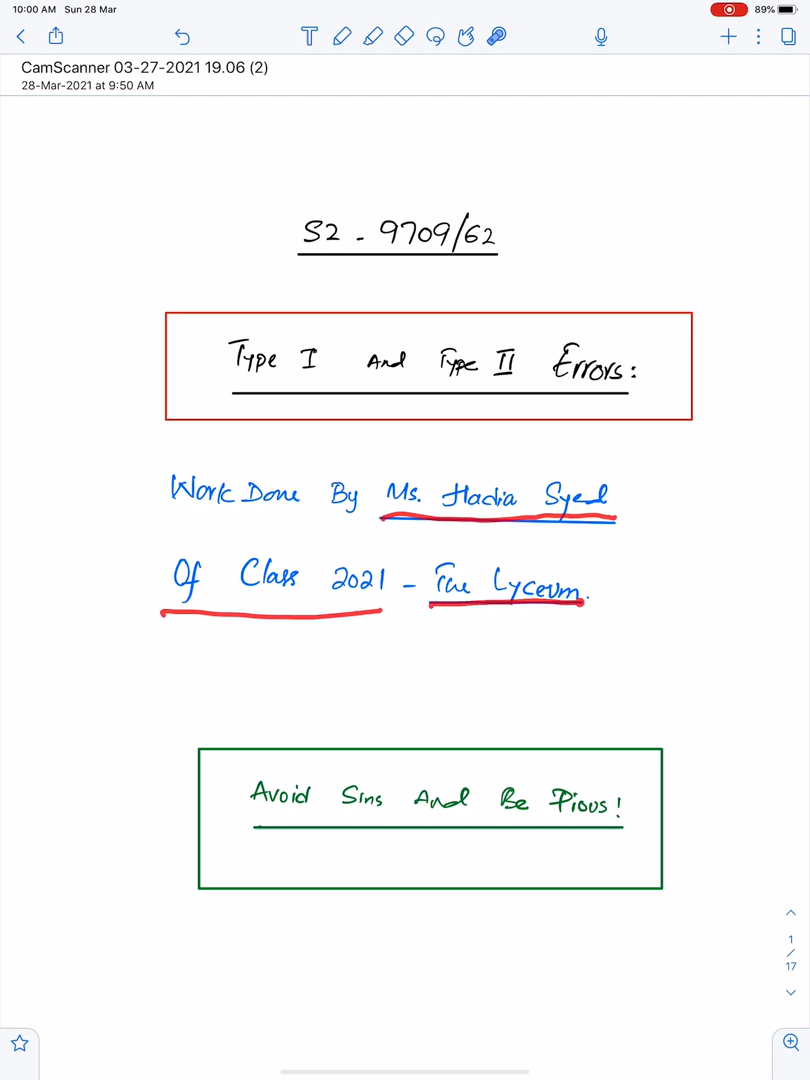 10:00 AM Sun 28 Mar
89%
CamScanner 03-27-2021 19.06 (2)
28-Mar-2021 at 9:50 AM
S2 - 9709/62
Type I And Type II Errors:
Work Done By Ms. Hadia Syed
Of Class 2021 - The Lyceum.
Avoid Sins And Be Pious!
1
/
17